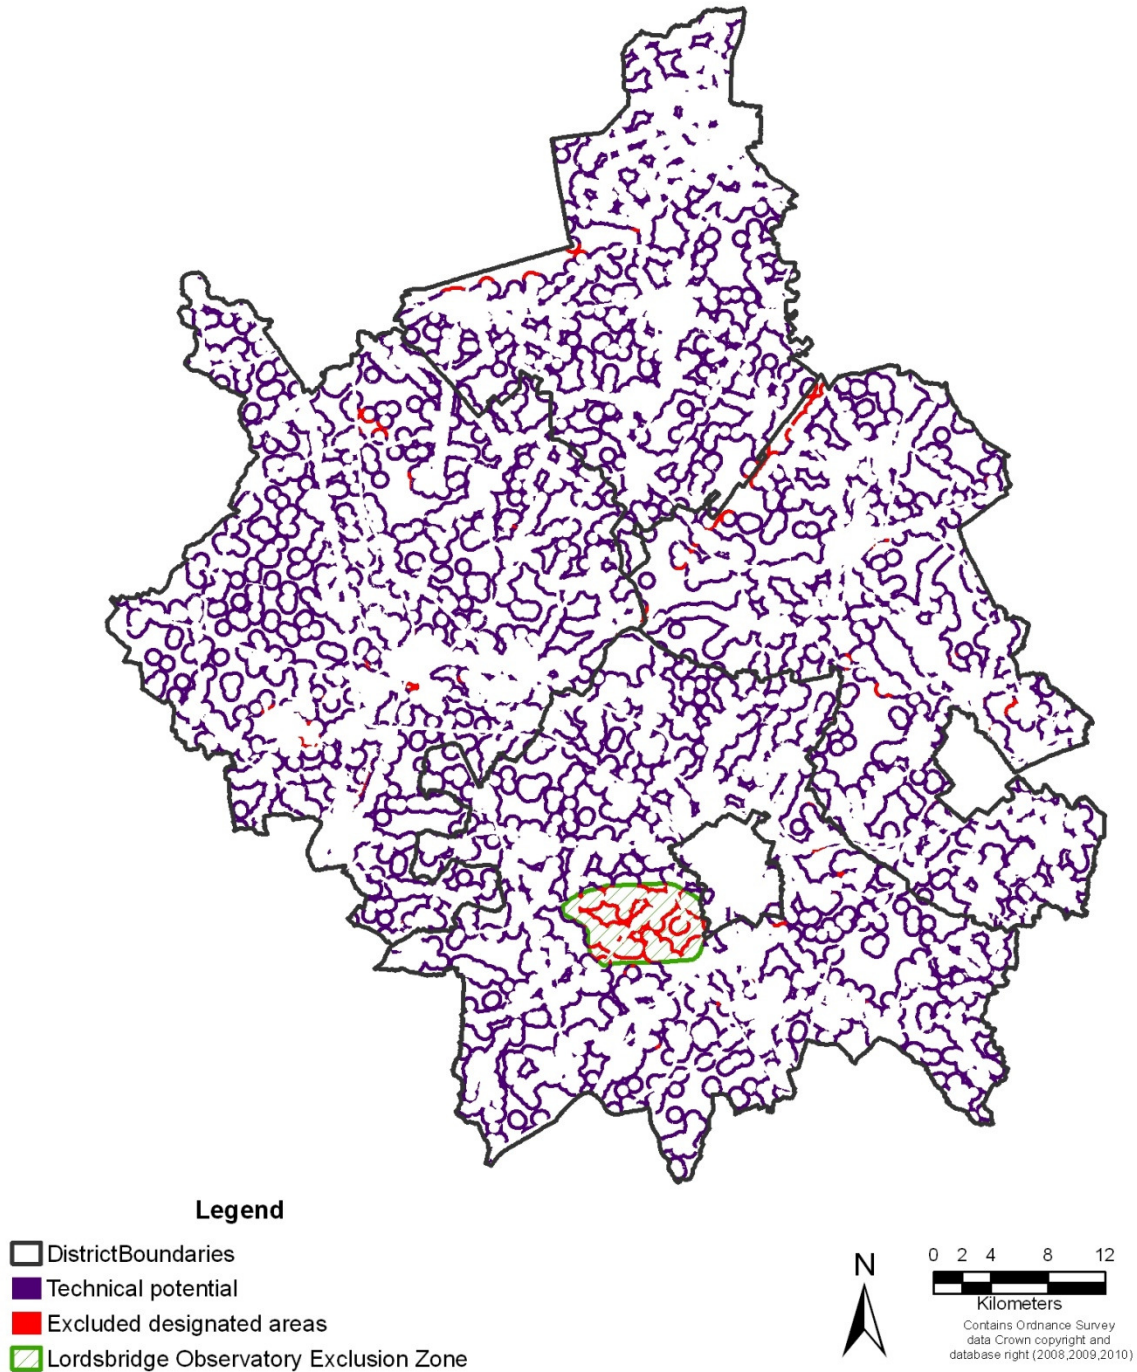 Legend
DistrictBoundaries
Technical potential
Excluded designated areas
Lordsbridge Observatory Exclusion Zone
N
0 2 4 8 12
Kilometers
Contains Ordnance Survey
data Crown copyright and
database right (2008,2009,2010)